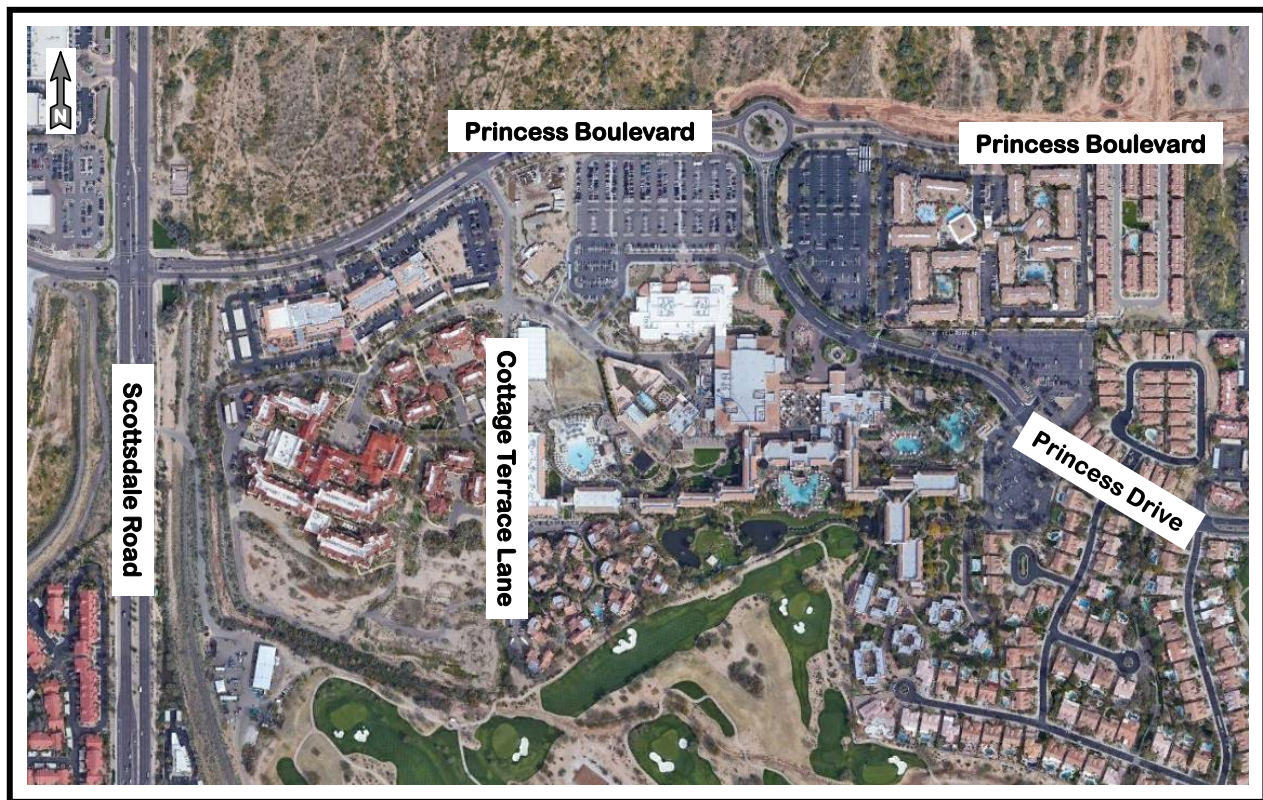 N
Princess Boulevard
Princess Boulevard
Scottsdale Road
Cottage Terrace Lane
Princess Drive